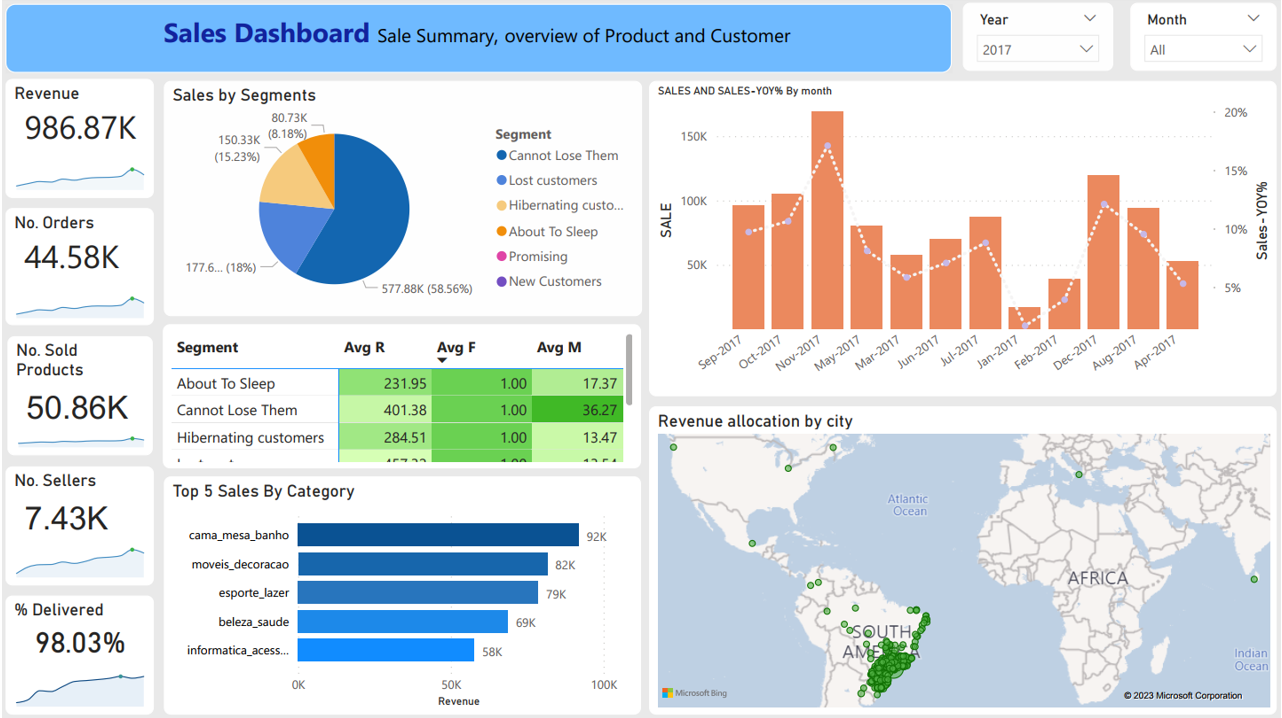 Sales Dashboard Sale Summary, overview of Product and Customer
Year
2017
Month
All
Revenue
986.87K
No. Orders
44.58K
No. Sold
Products
50.86K
No. Sellers
7.43K
% Delivered
98.03%
Sales by Segments
80.73K
(8.18%)
150.33K
(15.23%)
177.6... (18%)
577.88K (58.56%)
Segment
Cannot Lose Them
Lost customers
Hibernating custo...
About To Sleep
Promising
New Customers
Segment Avg R Avg F Avg M
About To Sleep 231.95 1.00 17.37
Cannot Lose Them 401.38 1.00 36.27
Hibernating customers 284.51 1.00 13.47
Top 5 Sales By Category
cama_mesa_banho 92K
moveis_decoracao 82K
esporte_lazer 79K
beleza_saude 69K
informatica_acess... 58K
0K 50K 100K
Revenue
SALES AND SALES-YOY% By month
SALE
150K
100K
50K
20%
15%
10%
5%
Sales-YOY%
Sep-2017 Oct-2017 Nov-2017 May-2017 Mar-2017 Jun-2017 Jul-2017 Jan-2017 Feb-2017 Dec-2017 Aug-2017 Apr-2017
Revenue allocation by city
Atlantic
Ocean
AFRICA
SOUTH
AMERICA
Indian
Ocean
Microsoft Bing
© 2023 Microsoft Corporation